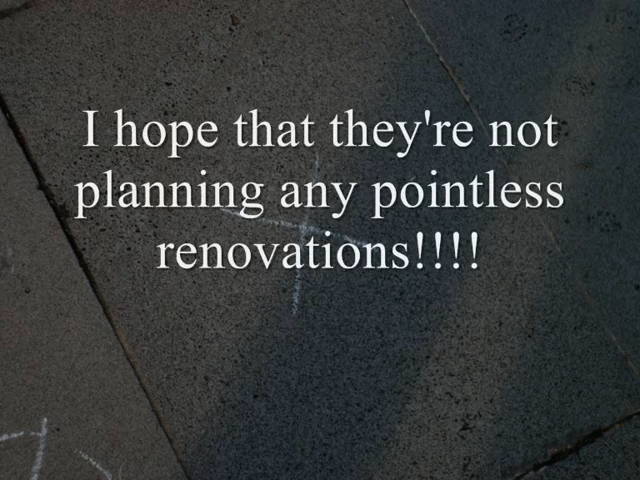 I hope that they're not
planning any pointless
renovations!!!!